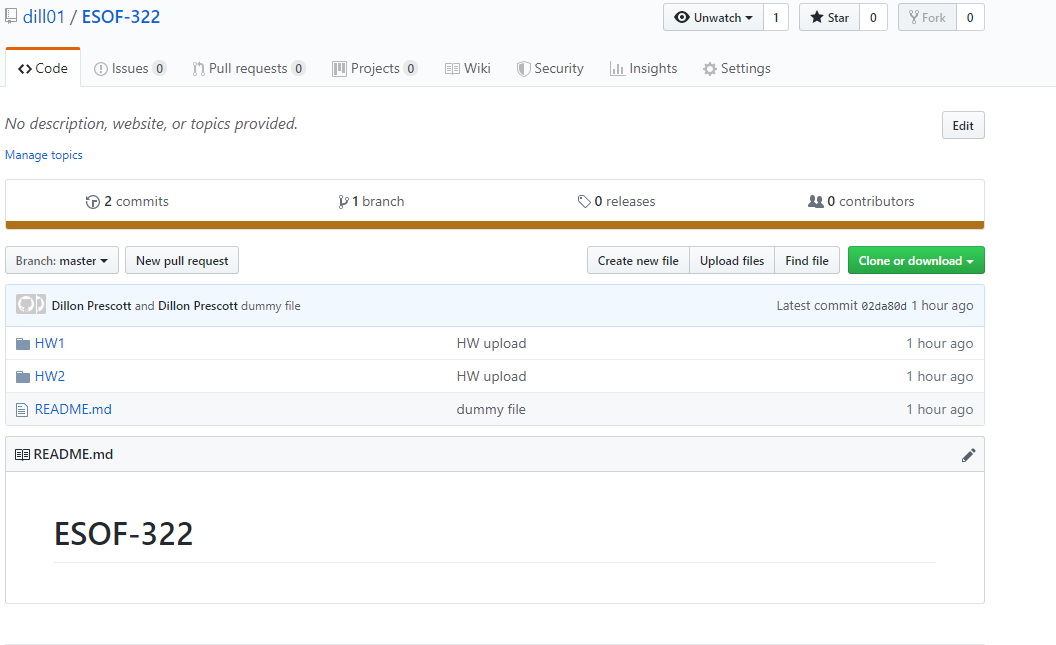 dill01 / ESOF-322 Unwatch 1 Star 0 Fork 0
Code Issues 0 Pull requests 0 Projects 0 Wiki Security Insights Settings
No description, website, or topics provided. Edit
Manage topics
2 commits 1 branch 0 releases 0 contributors
Branch: master New pull request Create new file Upload files Find file Clone or download
Dillon Prescott and Dillon Prescott dummy file Latest commit 02da80d 1 hour ago
HW1 HW upload 1 hour ago
HW2 HW upload 1 hour ago
README.md dummy file 1 hour ago
README.md
ESOF-322